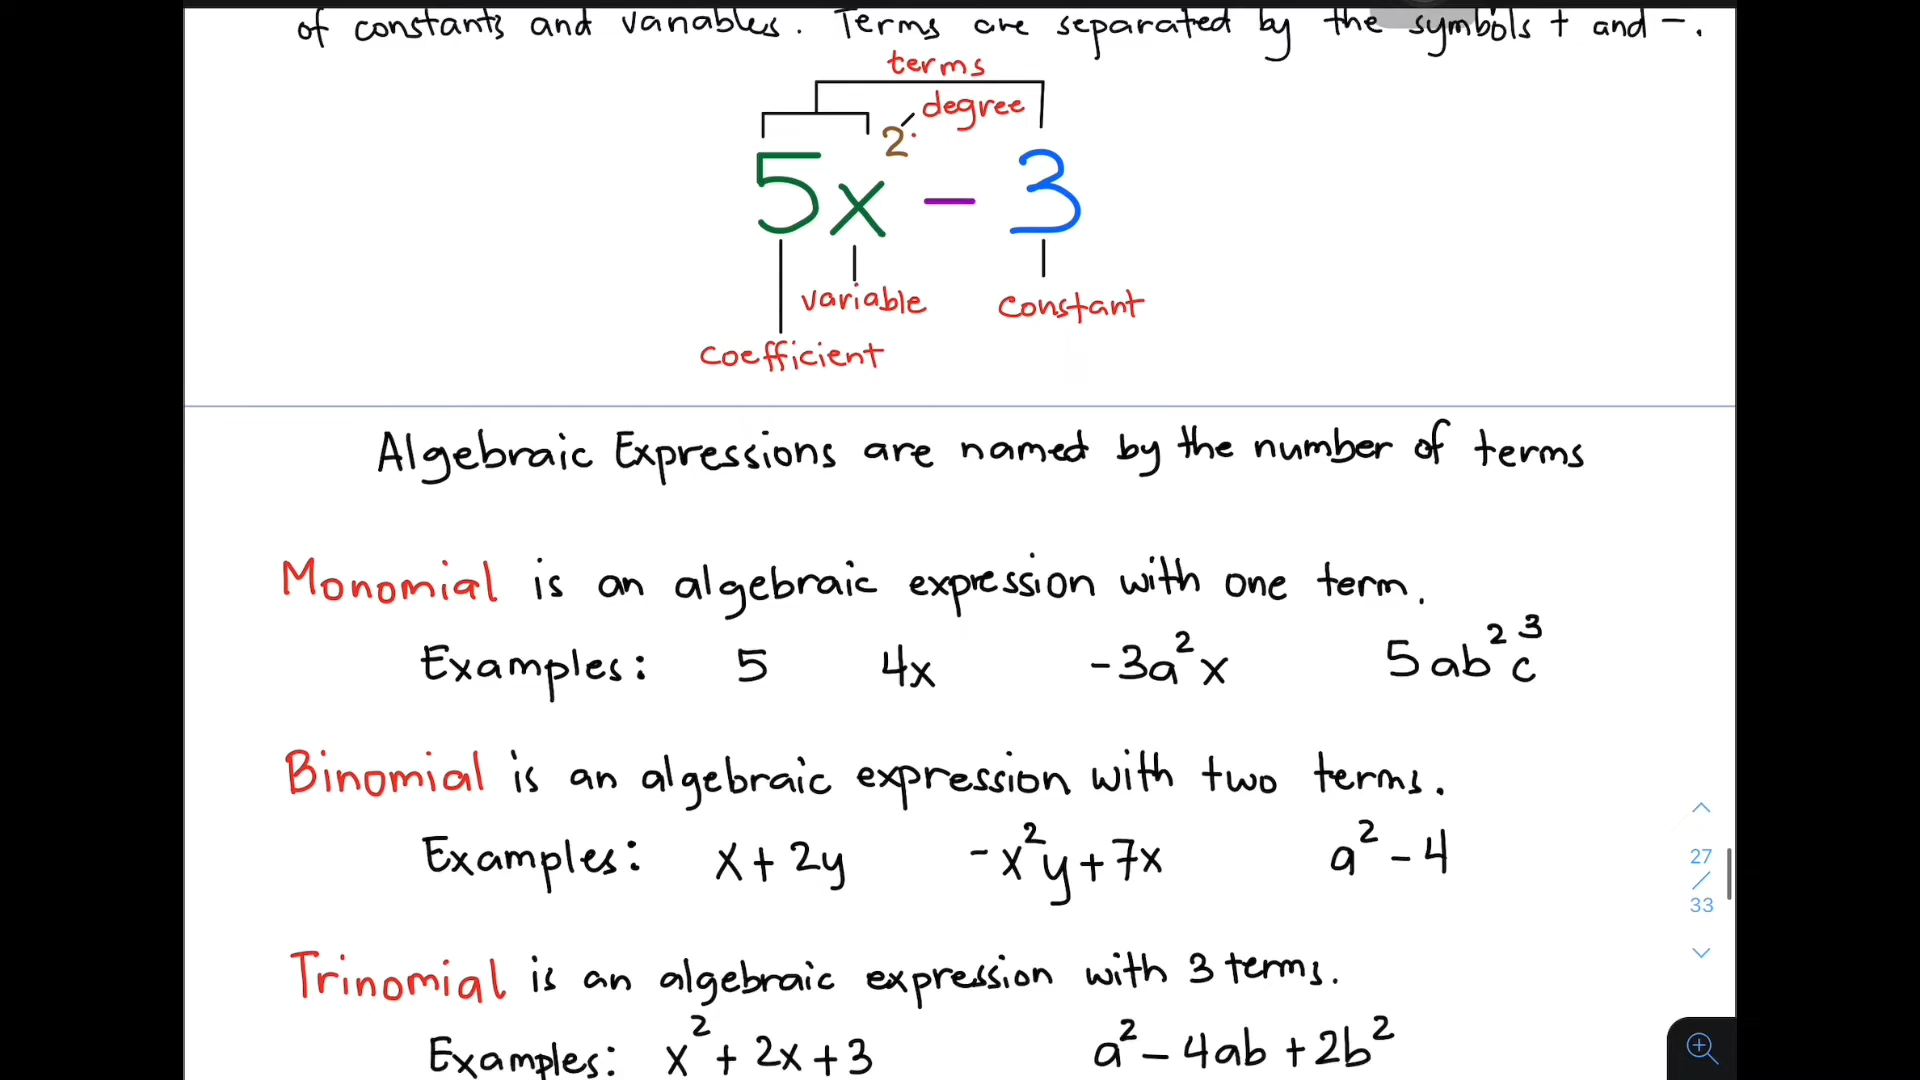 of constants and variables. Terms are separated by the symbols + and -.
terms
degree
5x² - 3
variable
constant
coefficient
Algebraic Expressions are named by the number of terms
Monomial is an algebraic expression with one term.
Examples: 5 4x -3a²x 5ab²c³
Binomial is an algebraic expression with two terms.
Examples: x + 2y -x²y + 7x a² - 4
27
/
33
Trinomial is an algebraic expression with 3 terms.
Examples: x² + 2x + 3 a² - 4ab + 2b²